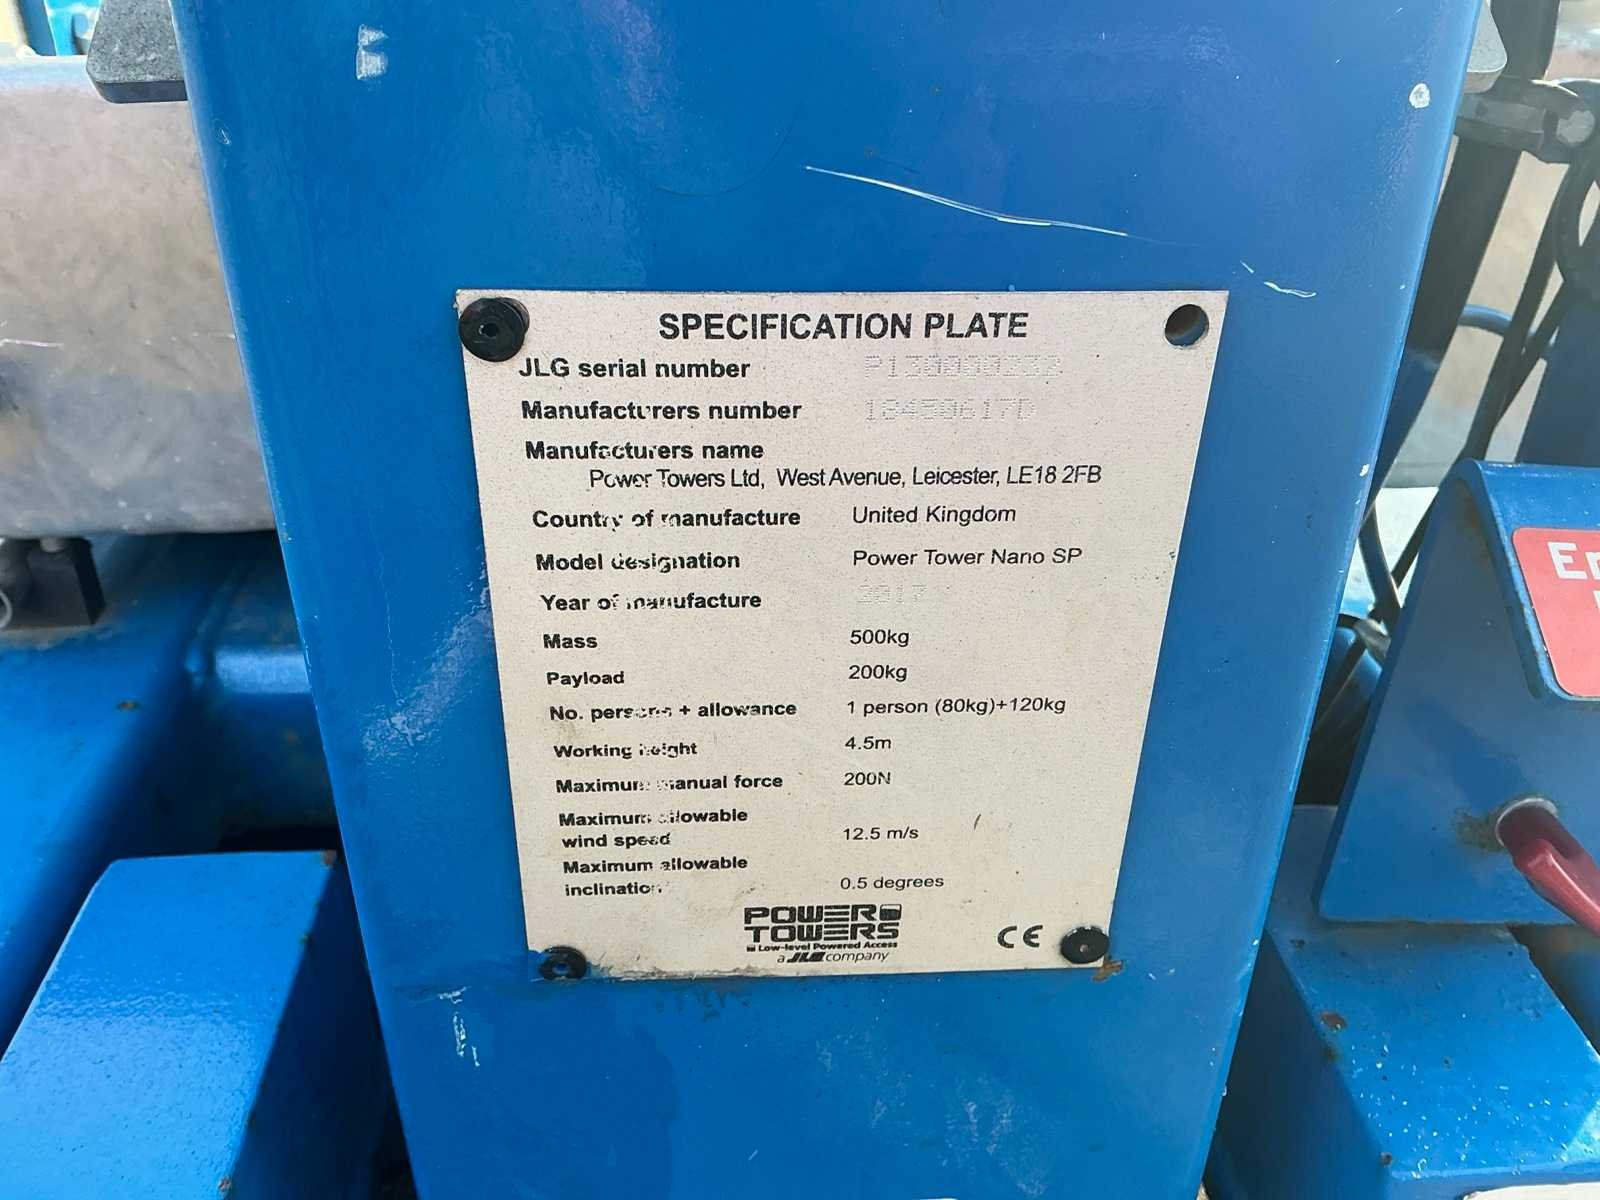 SPECIFICATION PLATE
JLG serial number P130000232
Manufacturers number 18450617D
Manufacturers name
Power Towers Ltd, West Avenue, Leicester, LE18 2FB
Country of manufacture United Kingdom
Model designation Power Tower Nano SP
Year of manufacture 2017
Mass 500kg
Payload 200kg
No. persons + allowance 1 person (80kg)+120kg
Working height 4.5m
Maximum manual force 200N
Maximum allowable
wind speed 12.5 m/s
Maximum allowable
inclination 0.5 degrees
POWER
TOWERS
Low-level Powered Access
a JLG company
CE